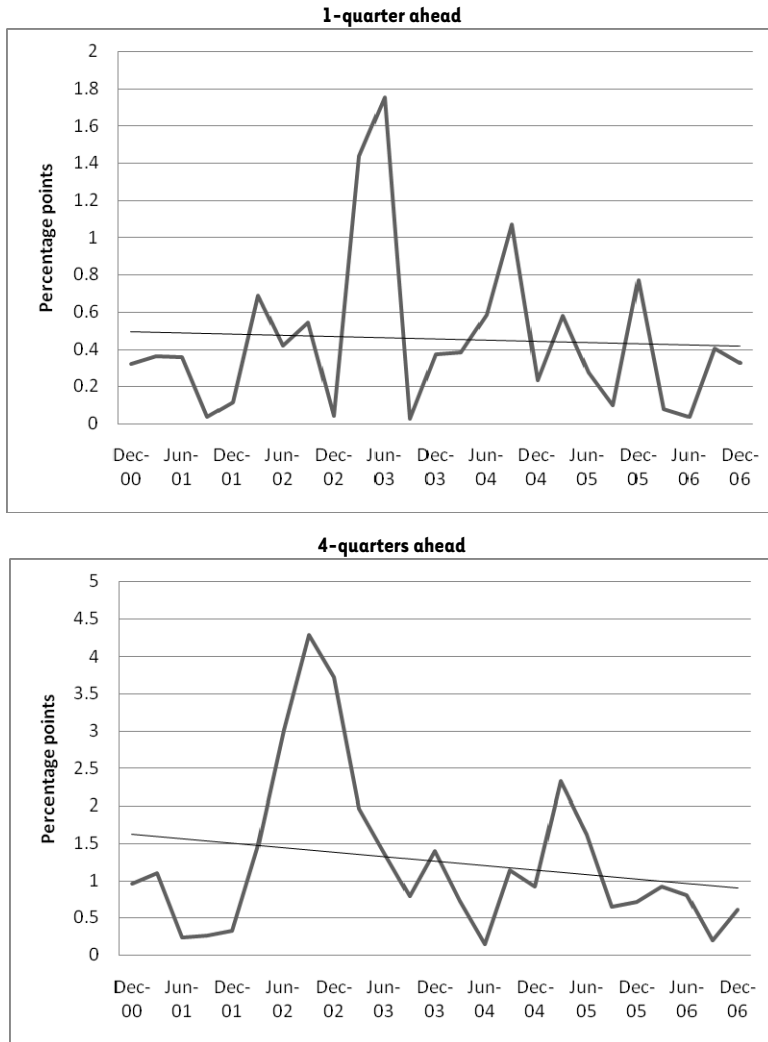 1-quarter ahead
2
1.8
1.6
1.4
1.2
1
0.8
0.6
0.4
0.2
0
Percentage points
Dec- Jun- Dec- Jun- Dec- Jun- Dec- Jun- Dec- Jun- Dec- Jun- Dec-
00 01 01 02 02 03 03 04 04 05 05 06 06
4-quarters ahead
5
4.5
4
3.5
3
2.5
2
1.5
1
0.5
0
Percentage points
Dec- Jun- Dec- Jun- Dec- Jun- Dec- Jun- Dec- Jun- Dec- Jun- Dec-
00 01 01 02 02 03 03 04 04 05 05 06 06